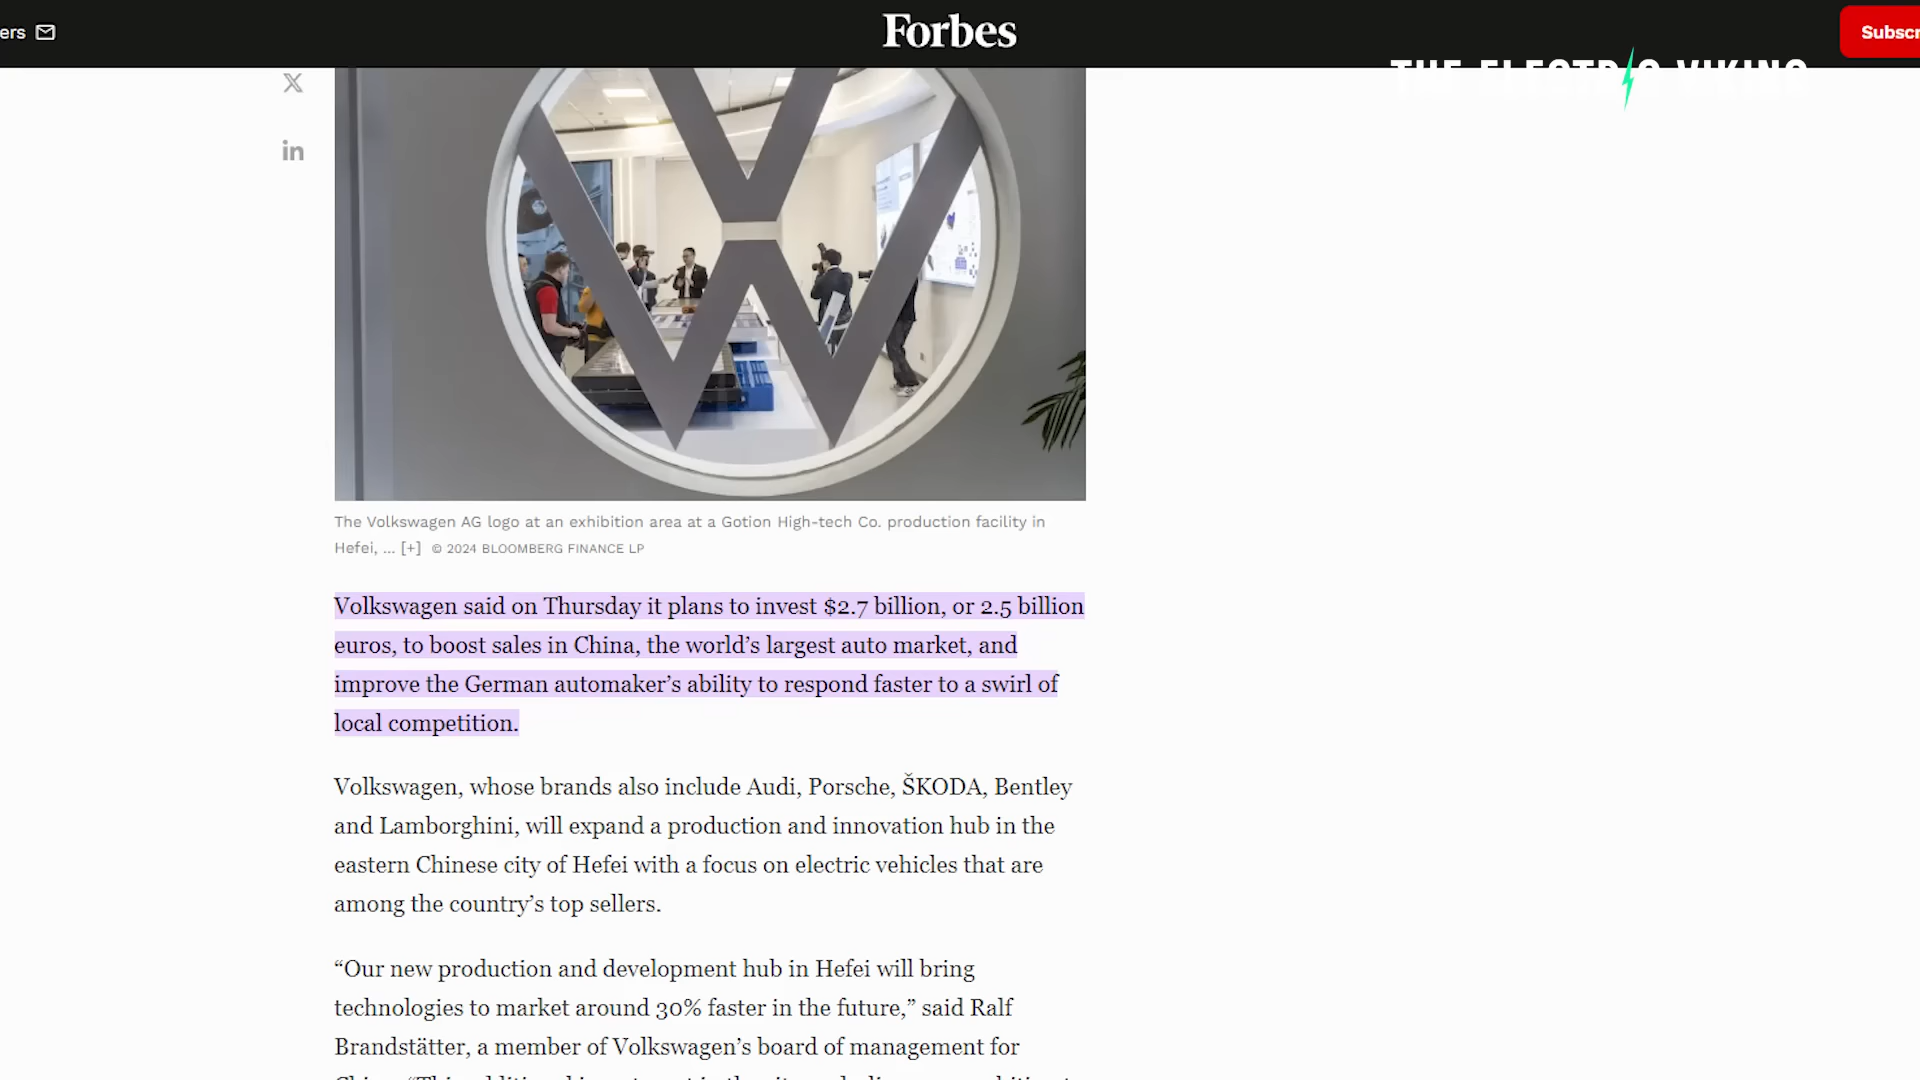 ers
Forbes
Subscr
THE ELECTRIC VIKING
The Volkswagen AG logo at an exhibition area at a Gotion High-tech Co. production facility in
Hefei, ... [+] © 2024 BLOOMBERG FINANCE LP
Volkswagen said on Thursday it plans to invest $2.7 billion, or 2.5 billion
euros, to boost sales in China, the world’s largest auto market, and
improve the German automaker’s ability to respond faster to a swirl of
local competition.
Volkswagen, whose brands also include Audi, Porsche, ŠKODA, Bentley
and Lamborghini, will expand a production and innovation hub in the
eastern Chinese city of Hefei with a focus on electric vehicles that are
among the country’s top sellers.
“Our new production and development hub in Hefei will bring
technologies to market around 30% faster in the future,” said Ralf
Brandstätter, a member of Volkswagen’s board of management for